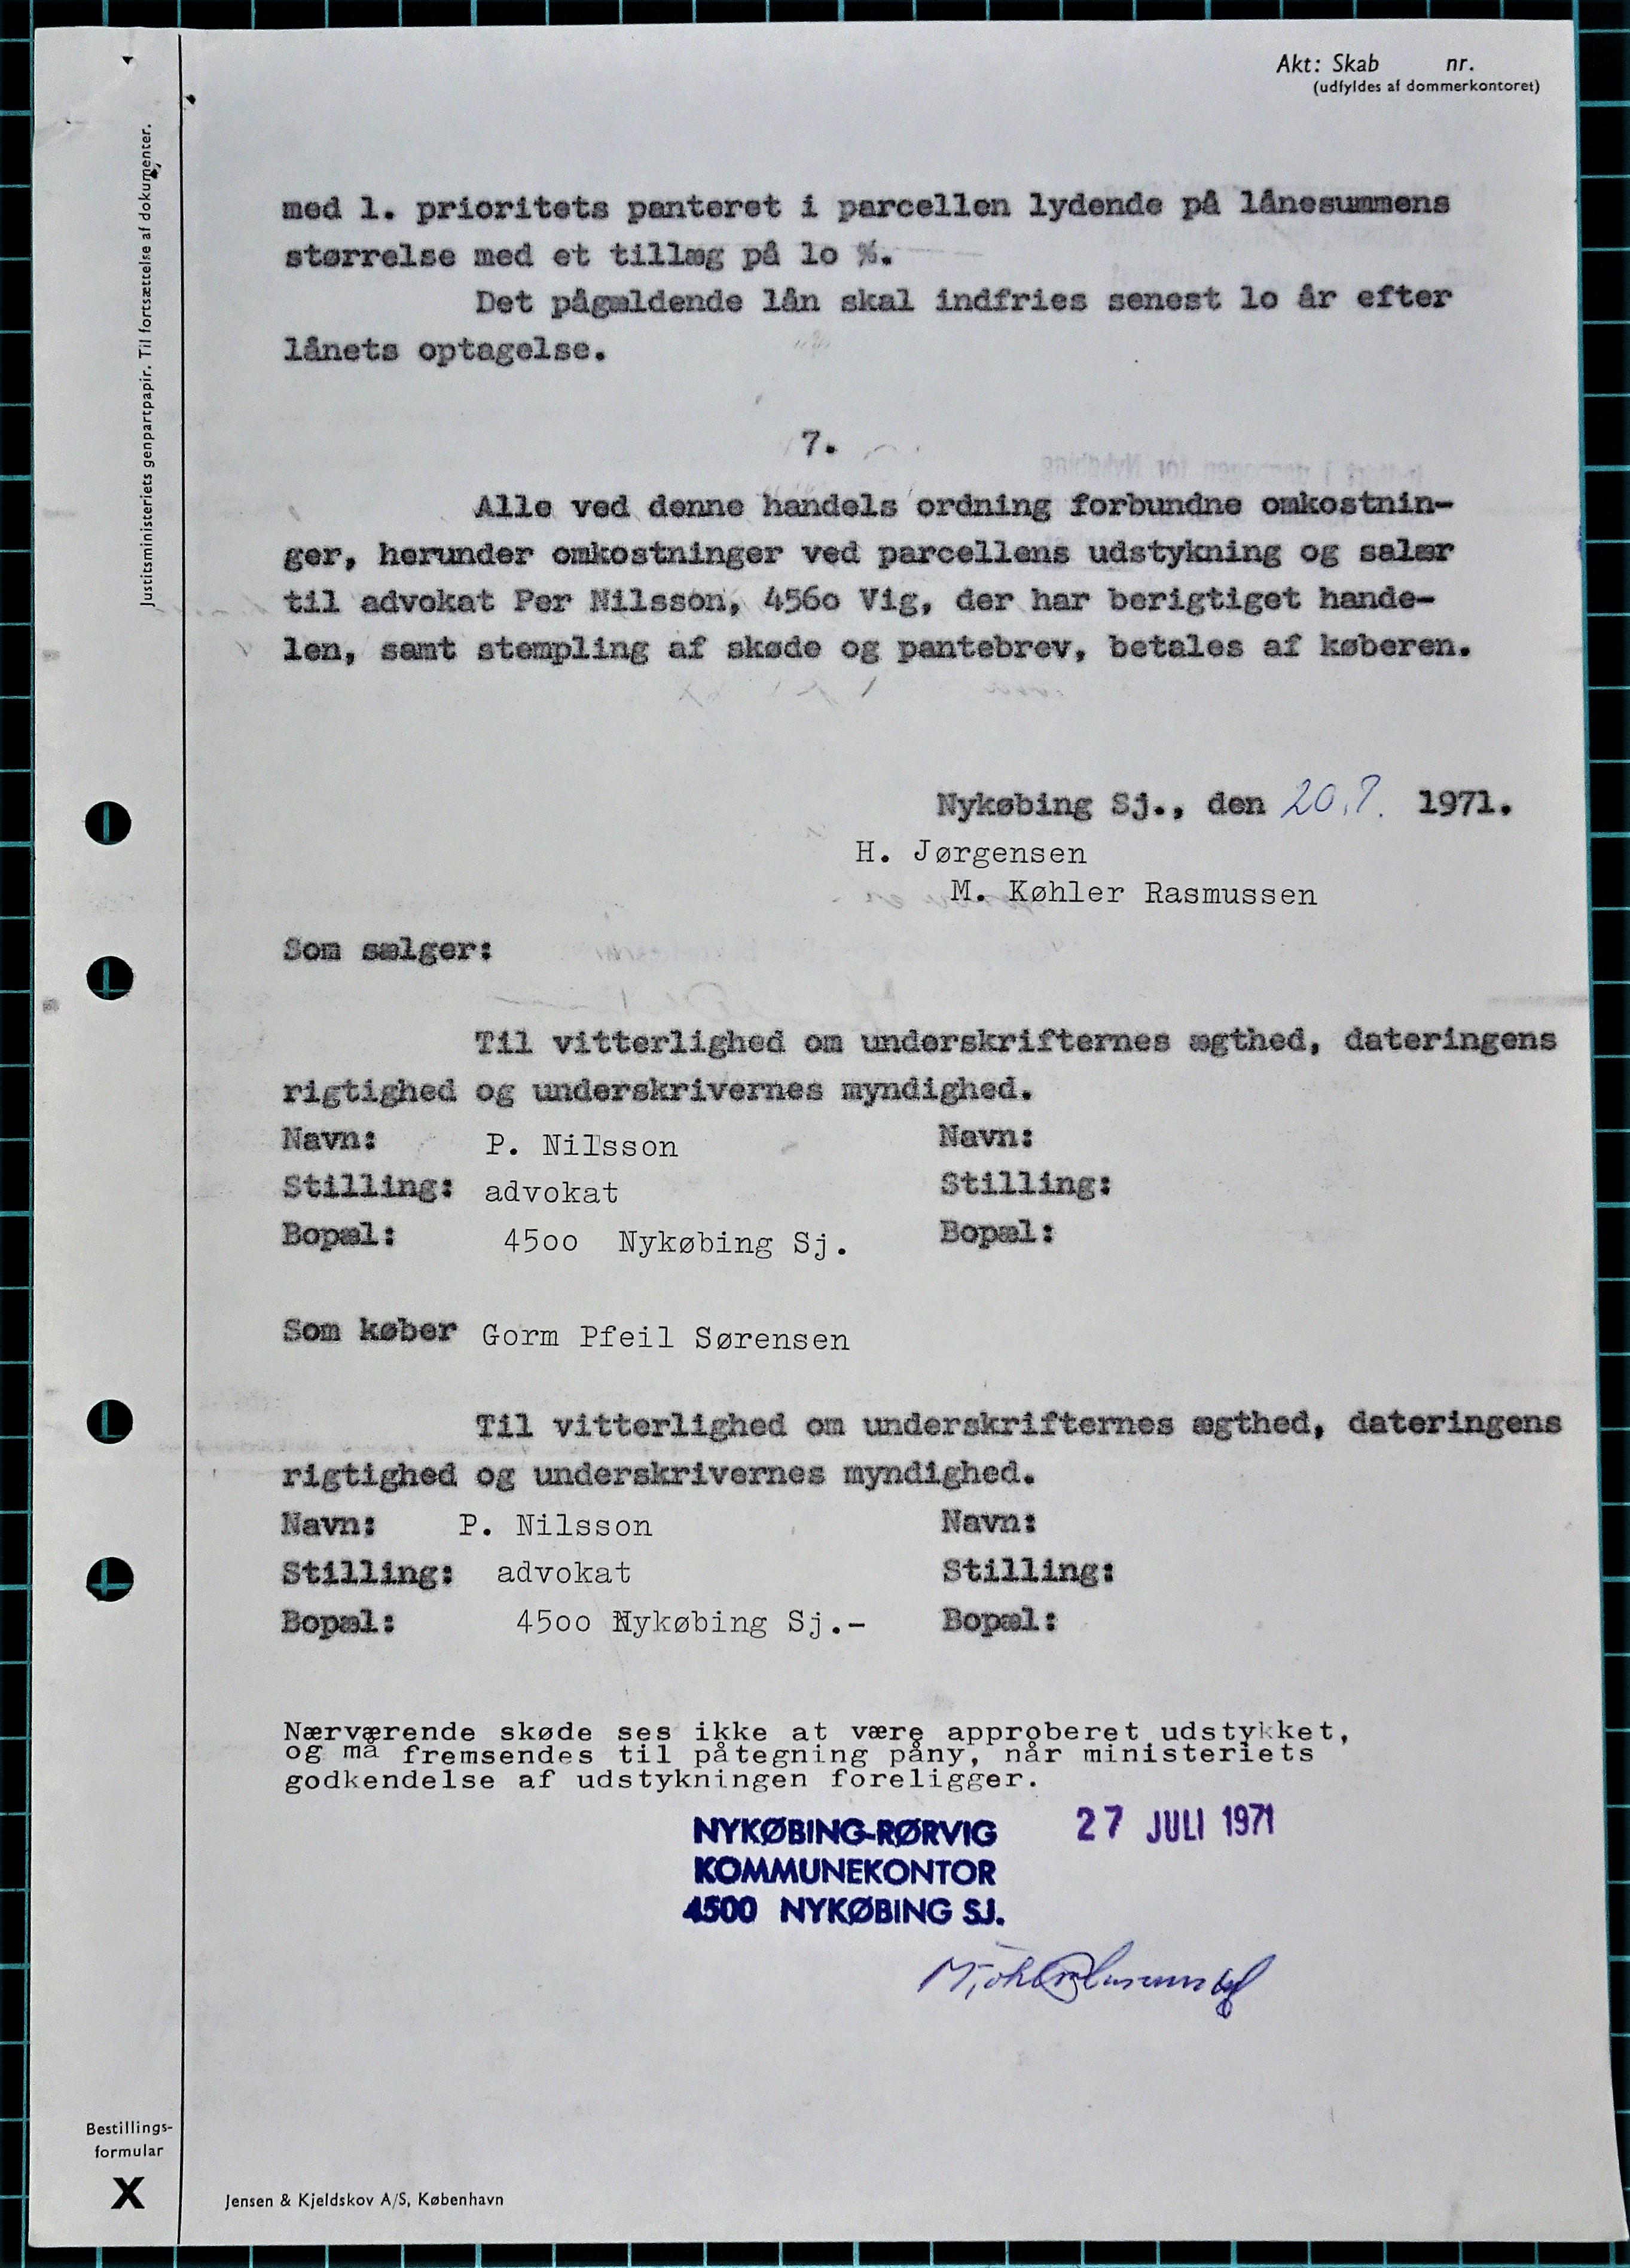 Akt: Skab nr.
(udfyldes af dommerkontoret)
Justitsministeriets genpartpapir. Til fortsættelse af dokumenter.
med 1. prioritets panteret i parcellen lydende på lånesummens
størrelse med et tillæg på lo %.
Det pågældende lån skal indfries senest lo år efter
lånets optagelse.
7.
Alle ved denne handels ordning forbundne omkostnin-
ger, herunder omkostninger ved parcellens udstykning og salær
til advokat Per Nilsson, 456o Vig, der har berigtiget hande-
len, samt stempling af skøde og pantebrev, betales af køberen.
Nykøbing Sj., den 20.7. 1971.
H. Jørgensen
M. Køhler Rasmussen
Som sælger:
Til vitterlighed om underskrifternes ægthed, dateringens
rigtighed og underskrivernes myndighed.
Navn: P. Nilsson Navn:
Stilling: advokat Stilling:
Bopæl: 45oo Nykøbing Sj. Bopæl:
Som køber Gorm Pfeil Sørensen
Til vitterlighed om underskrifternes ægthed, dateringens
rigtighed og underskrivernes myndighed.
Navn: P. Nilsson Navn:
Stilling: advokat Stilling:
Bopæl: 45oo Nykøbing Sj.- Bopæl:
Nærværende skøde ses ikke at være approberet udstykket,
og må fremsendes til påtegning påny, når ministeriets
godkendelse af udstykningen foreligger.
NYKØBING-RØRVIG 27 JULI 1971
KOMMUNEKONTOR
4500 NYKØBING SJ.
Bestillings-
formular
X
Jensen & Kjeldskov A/S, København